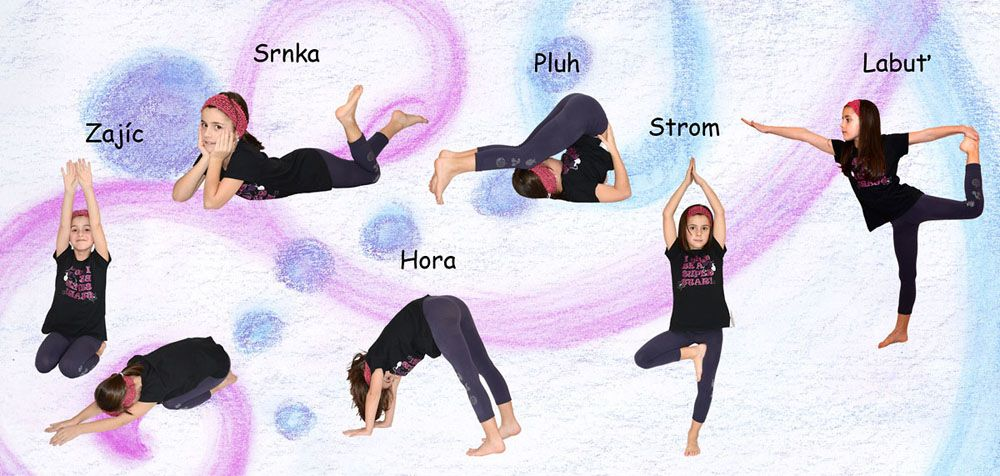 Srnka
Pluh
Labuť
Zajíc
Strom
Hora